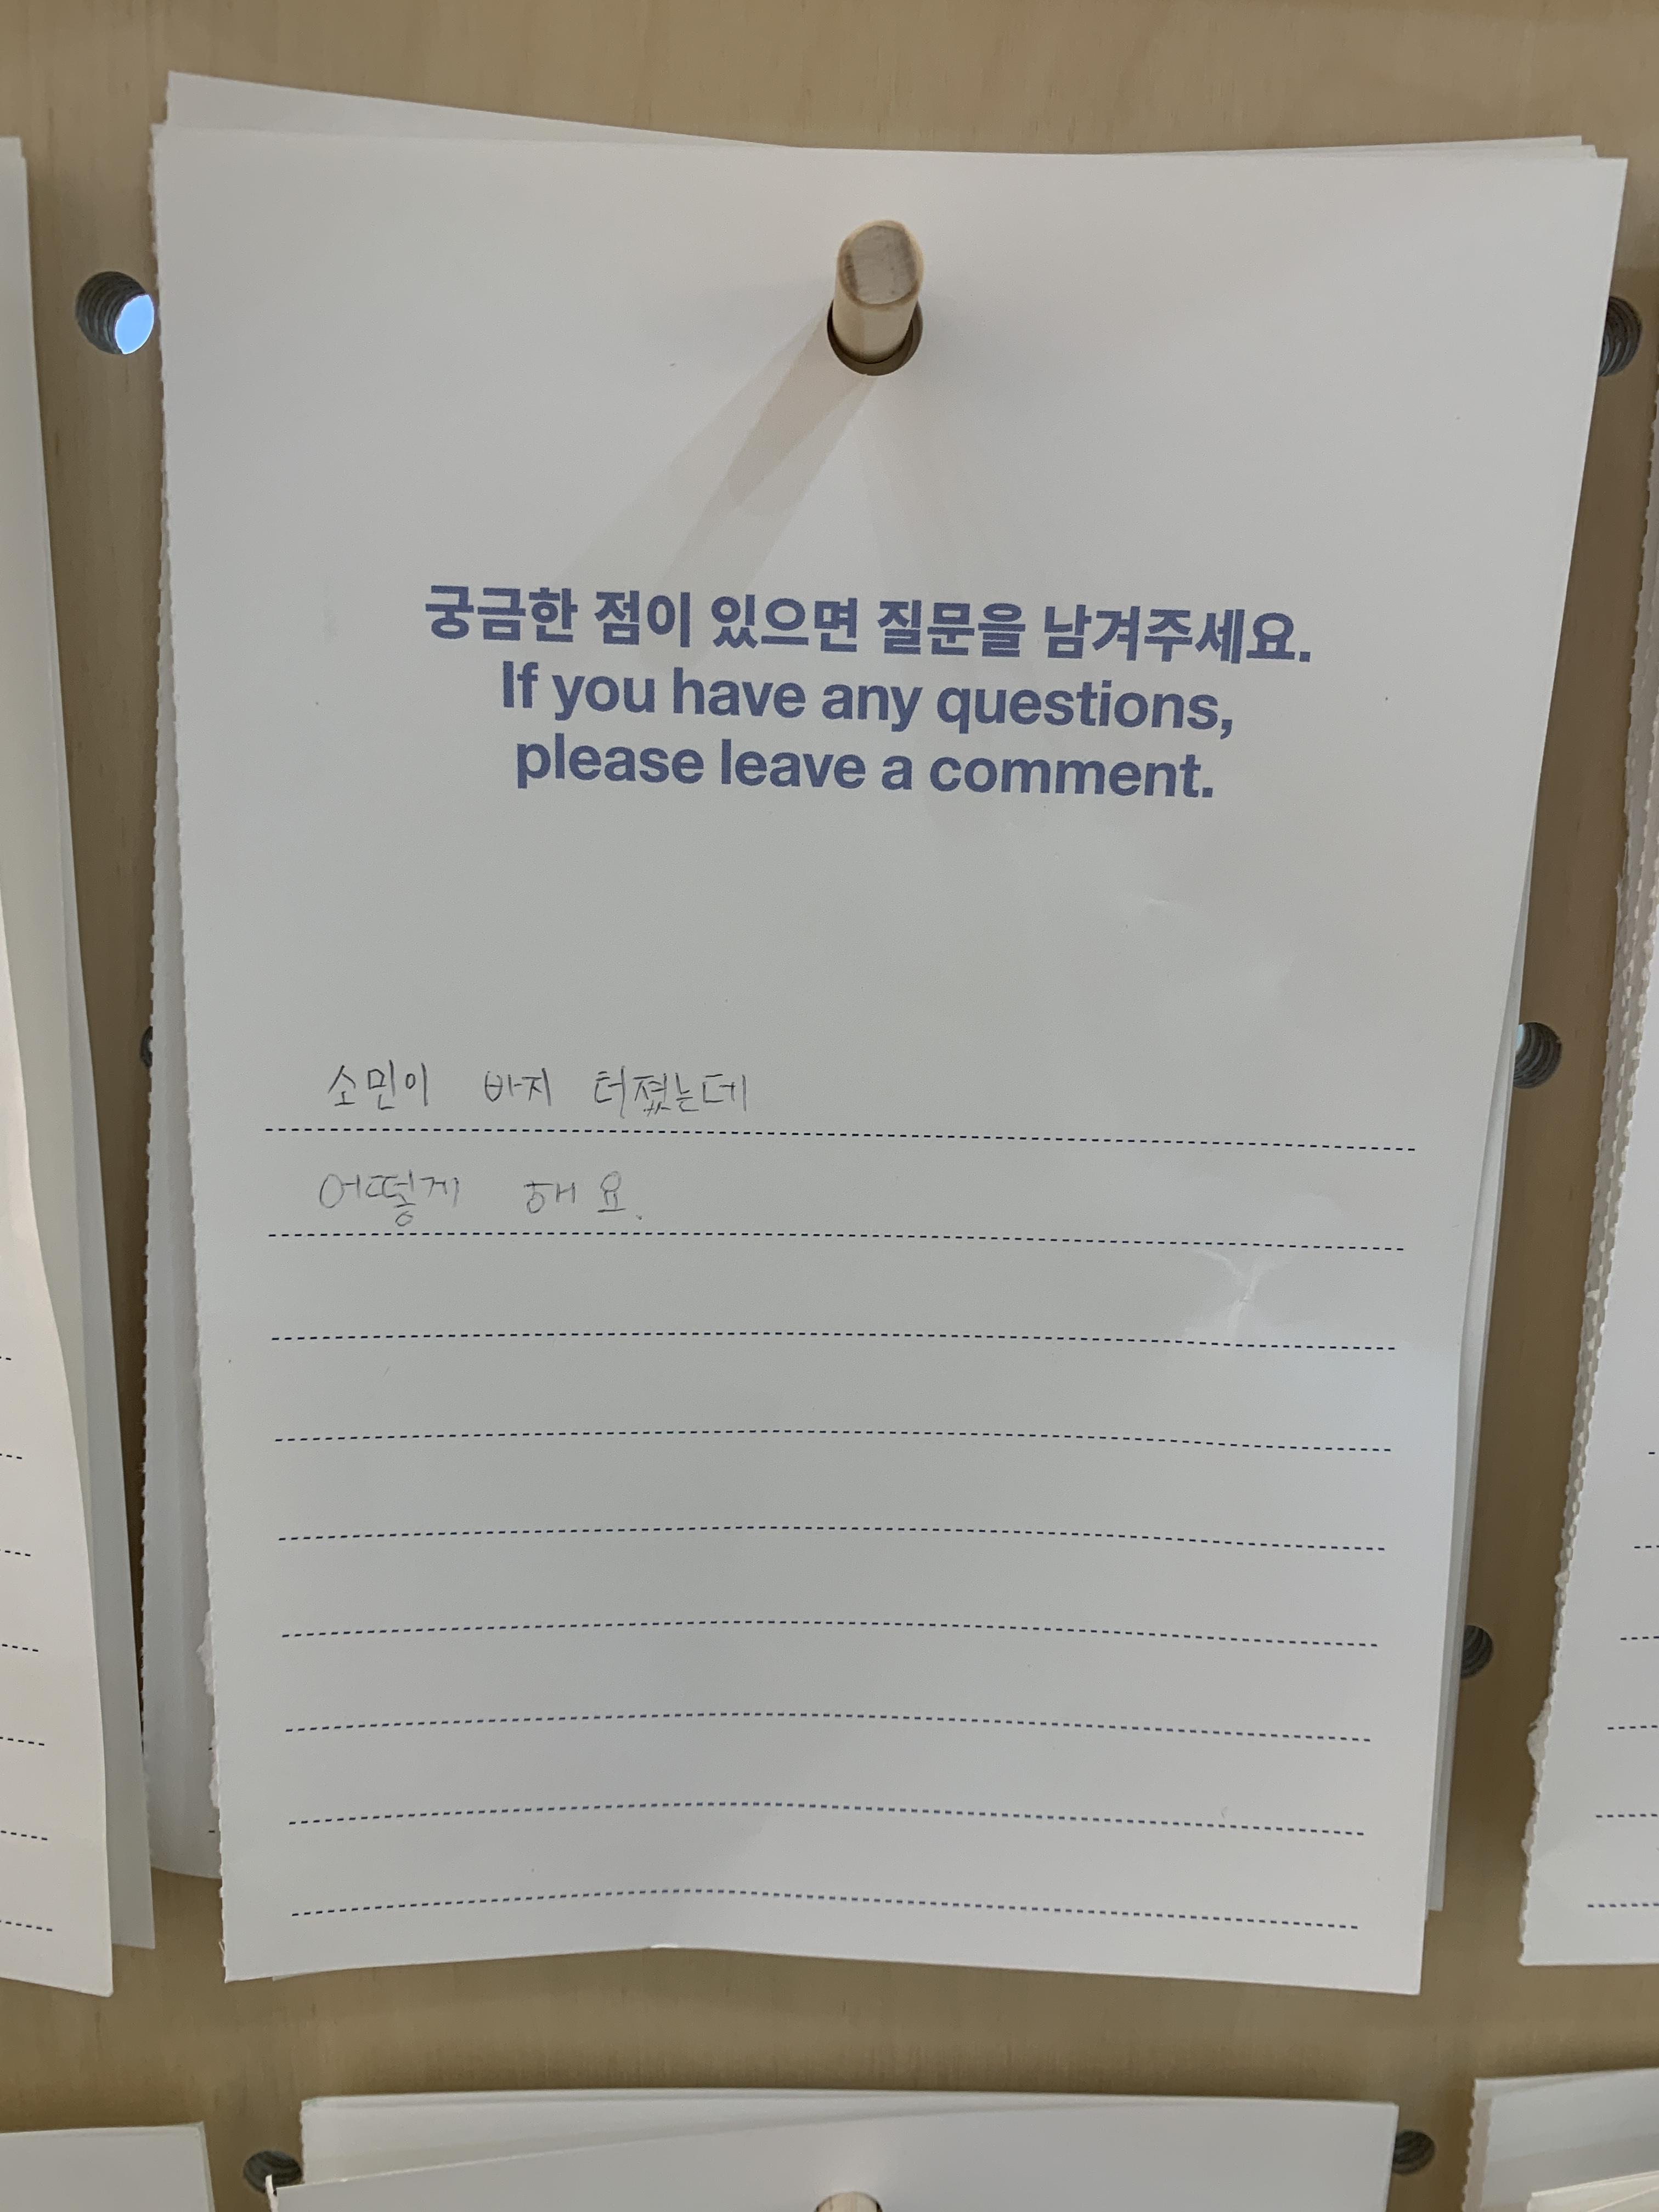 궁금한 점이 있으면 질문을 남겨주세요.
If you have any questions,
please leave a comment.
소민이 바지 터졌는데
어떻게 해요.